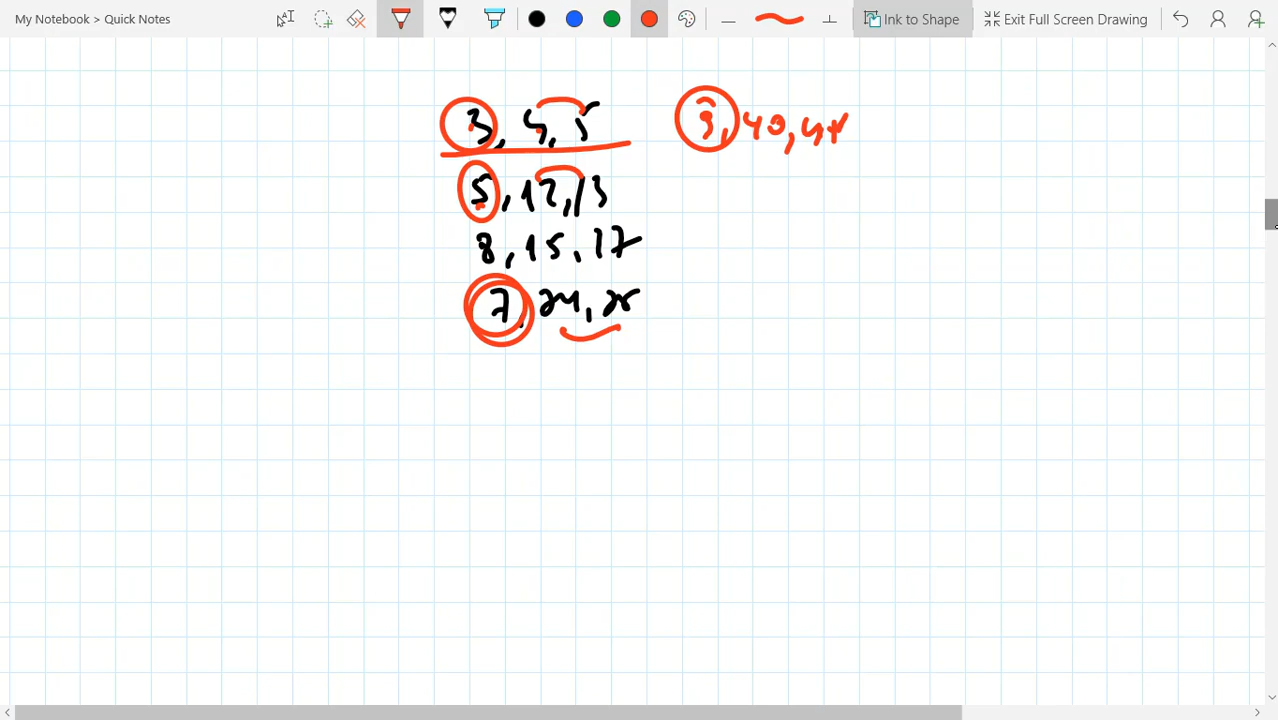 My Notebook > Quick Notes
Ink to Shape
Exit Full Screen Drawing
3, 4, 5
9, 40, 41
5, 12, 13
8, 15, 17
7, 24, 25